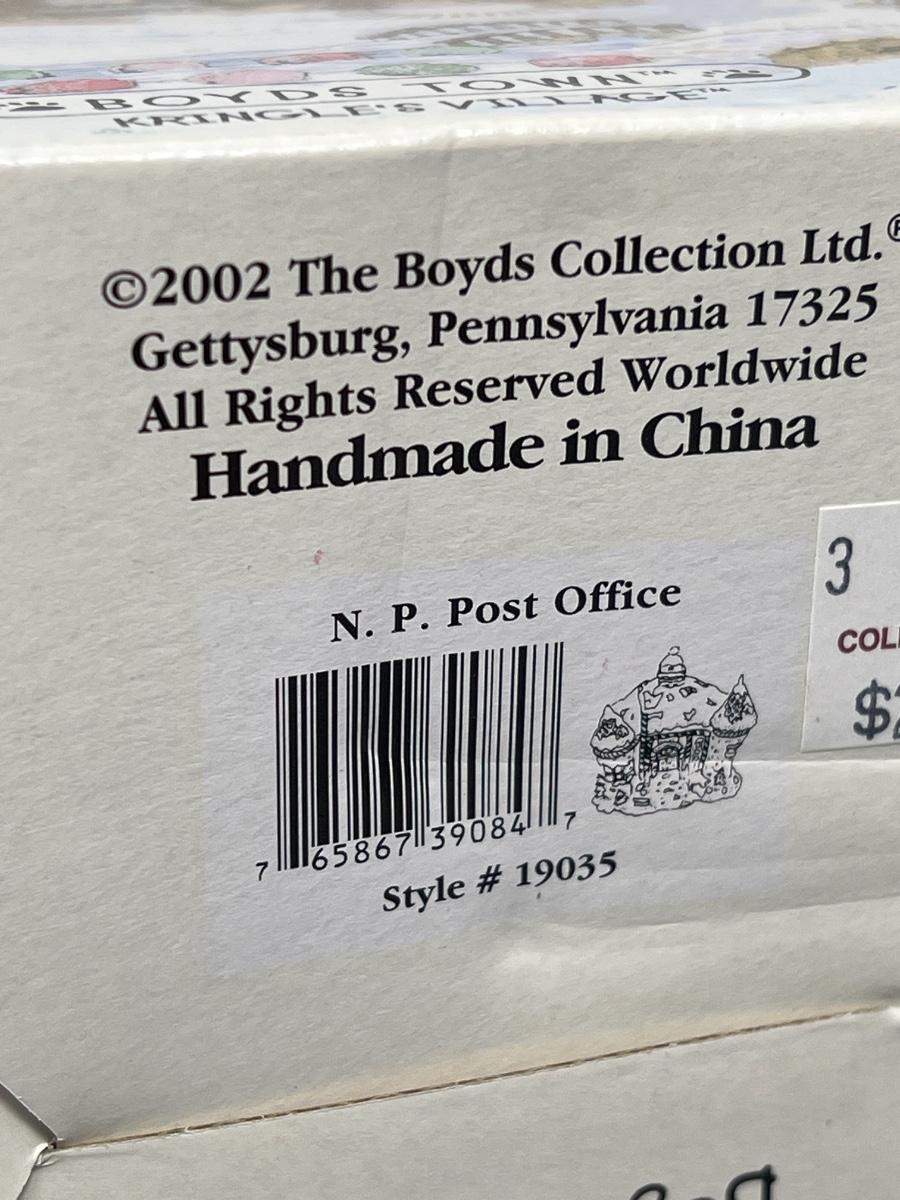 BOYDS TOWN™
KRINGLE'S VILLAGE™
©2002 The Boyds Collection Ltd.®
Gettysburg, Pennsylvania 17325
All Rights Reserved Worldwide
Handmade in China
N. P. Post Office
7 65867 39084 7
Style # 19035
3
$